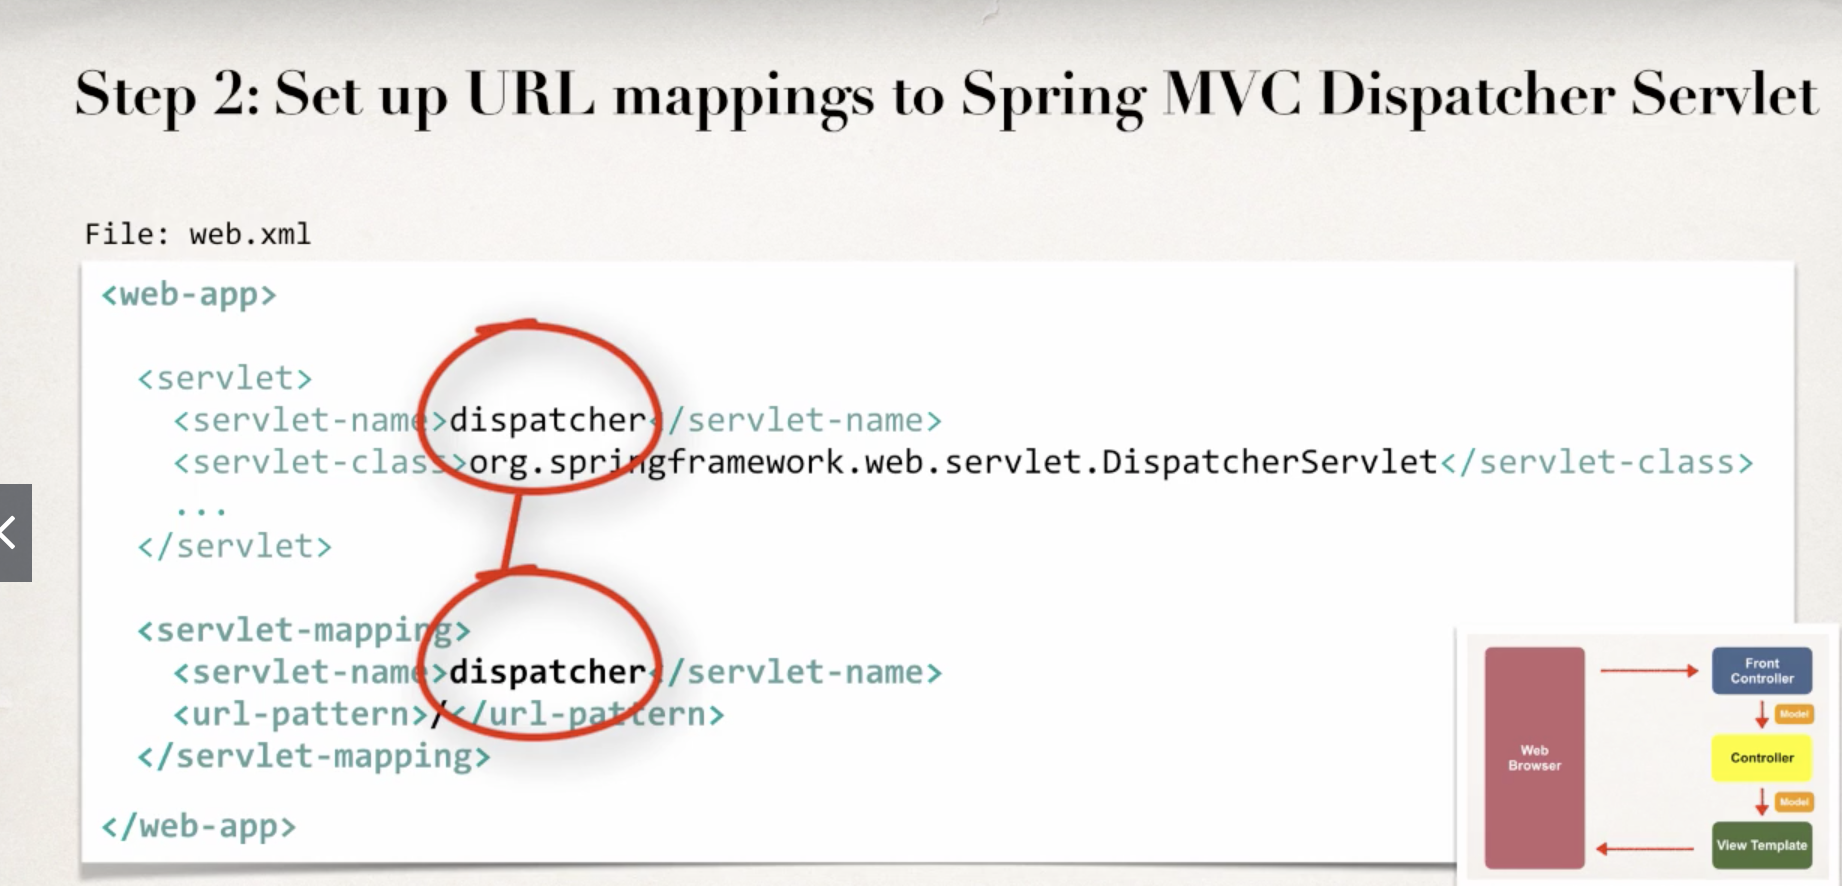 Step 2: Set up URL mappings to Spring MVC Dispatcher Servlet
File: web.xml
<web-app>
<servlet>
<servlet-name>dispatcher</servlet-name>
<servlet-class>org.springframework.web.servlet.DispatcherServlet</servlet-class>
...
</servlet>
<servlet-mapping>
<servlet-name>dispatcher</servlet-name>
<url-pattern>/</url-pattern>
</servlet-mapping>
</web-app>
Web
Browser
Front
Controller
Model
Controller
Model
View Template